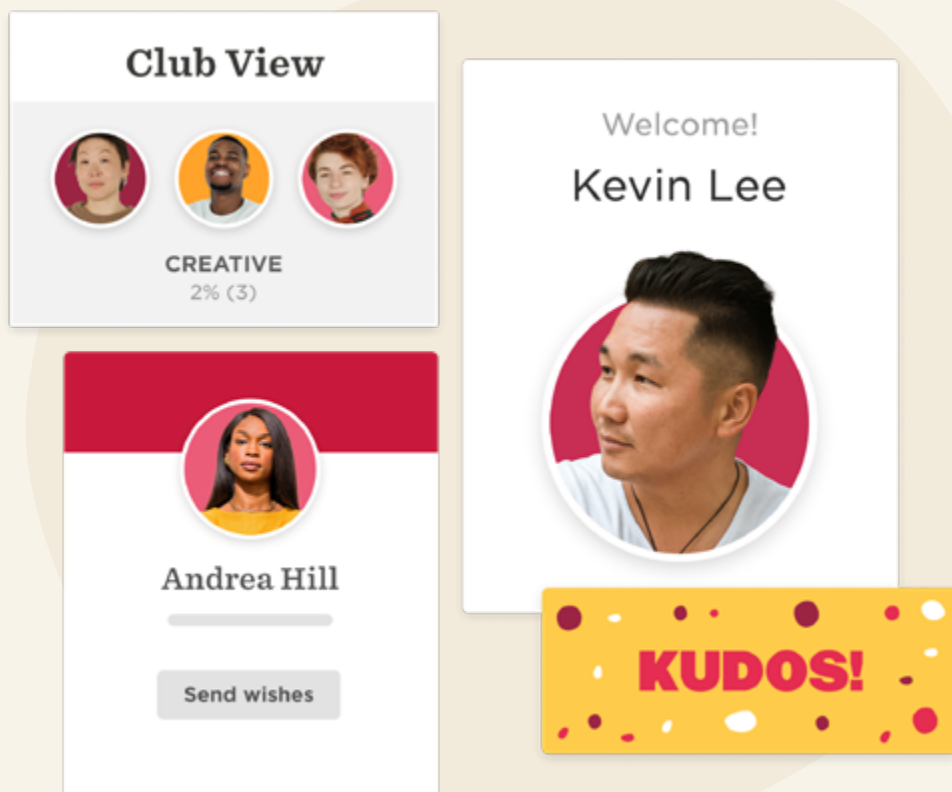 Club View
CREATIVE
2% (3)
Welcome!
Kevin Lee
Andrea Hill
Send wishes
KUDOS!